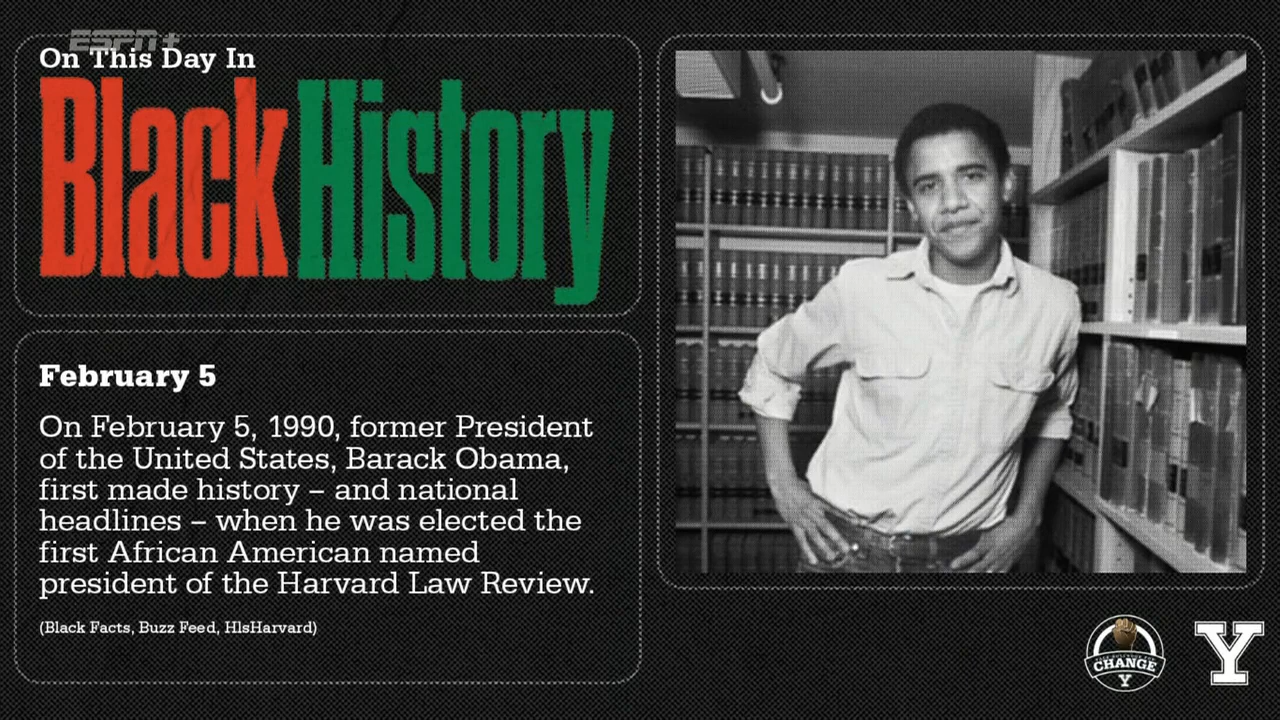 ESPN+
On This Day In
Black History
February 5
On February 5, 1990, former President
of the United States, Barack Obama,
first made history – and national
headlines – when he was elected the
first African American named
president of the Harvard Law Review.
(Black Facts, Buzz Feed, HlsHarvard)
CHANGE
Y
Y